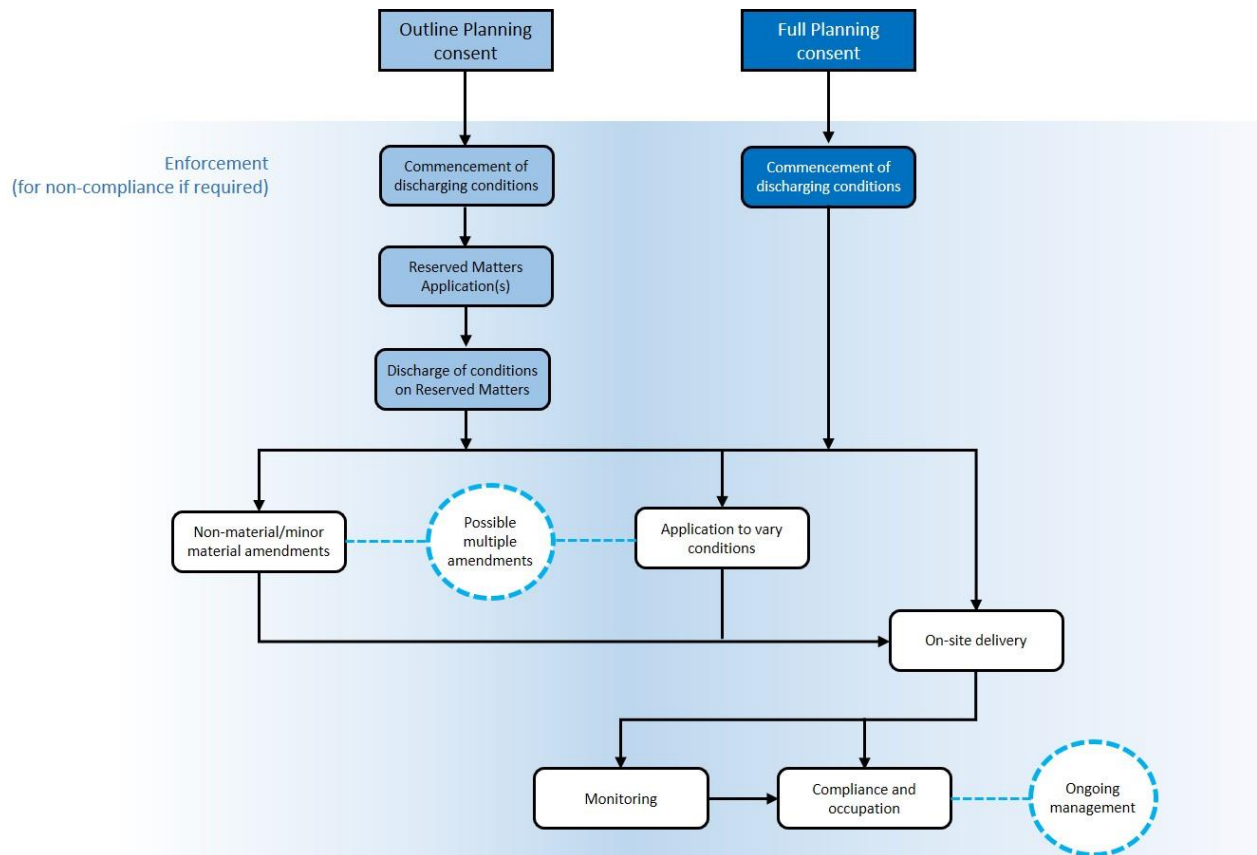 Outline Planning
consent
Full Planning
consent
Enforcement
(for non-compliance if required)
Commencement of
discharging conditions
Commencement of
discharging conditions
Reserved Matters
Application(s)
Discharge of conditions
on Reserved Matters
Non-material/minor
material amendments
Possible
multiple
amendments
Application to vary
conditions
On-site delivery
Monitoring
Compliance and
occupation
Ongoing
management